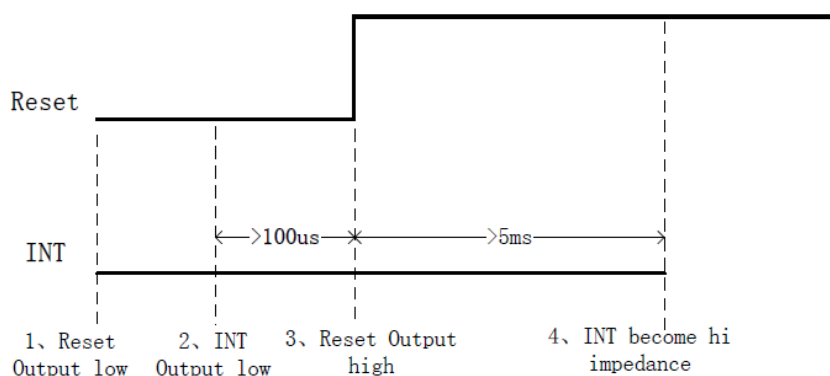 Reset
>100us
>5ms
INT
1、Reset
Output low
2、INT
Output low
3、Reset Output
high
4、INT become hi
impedance